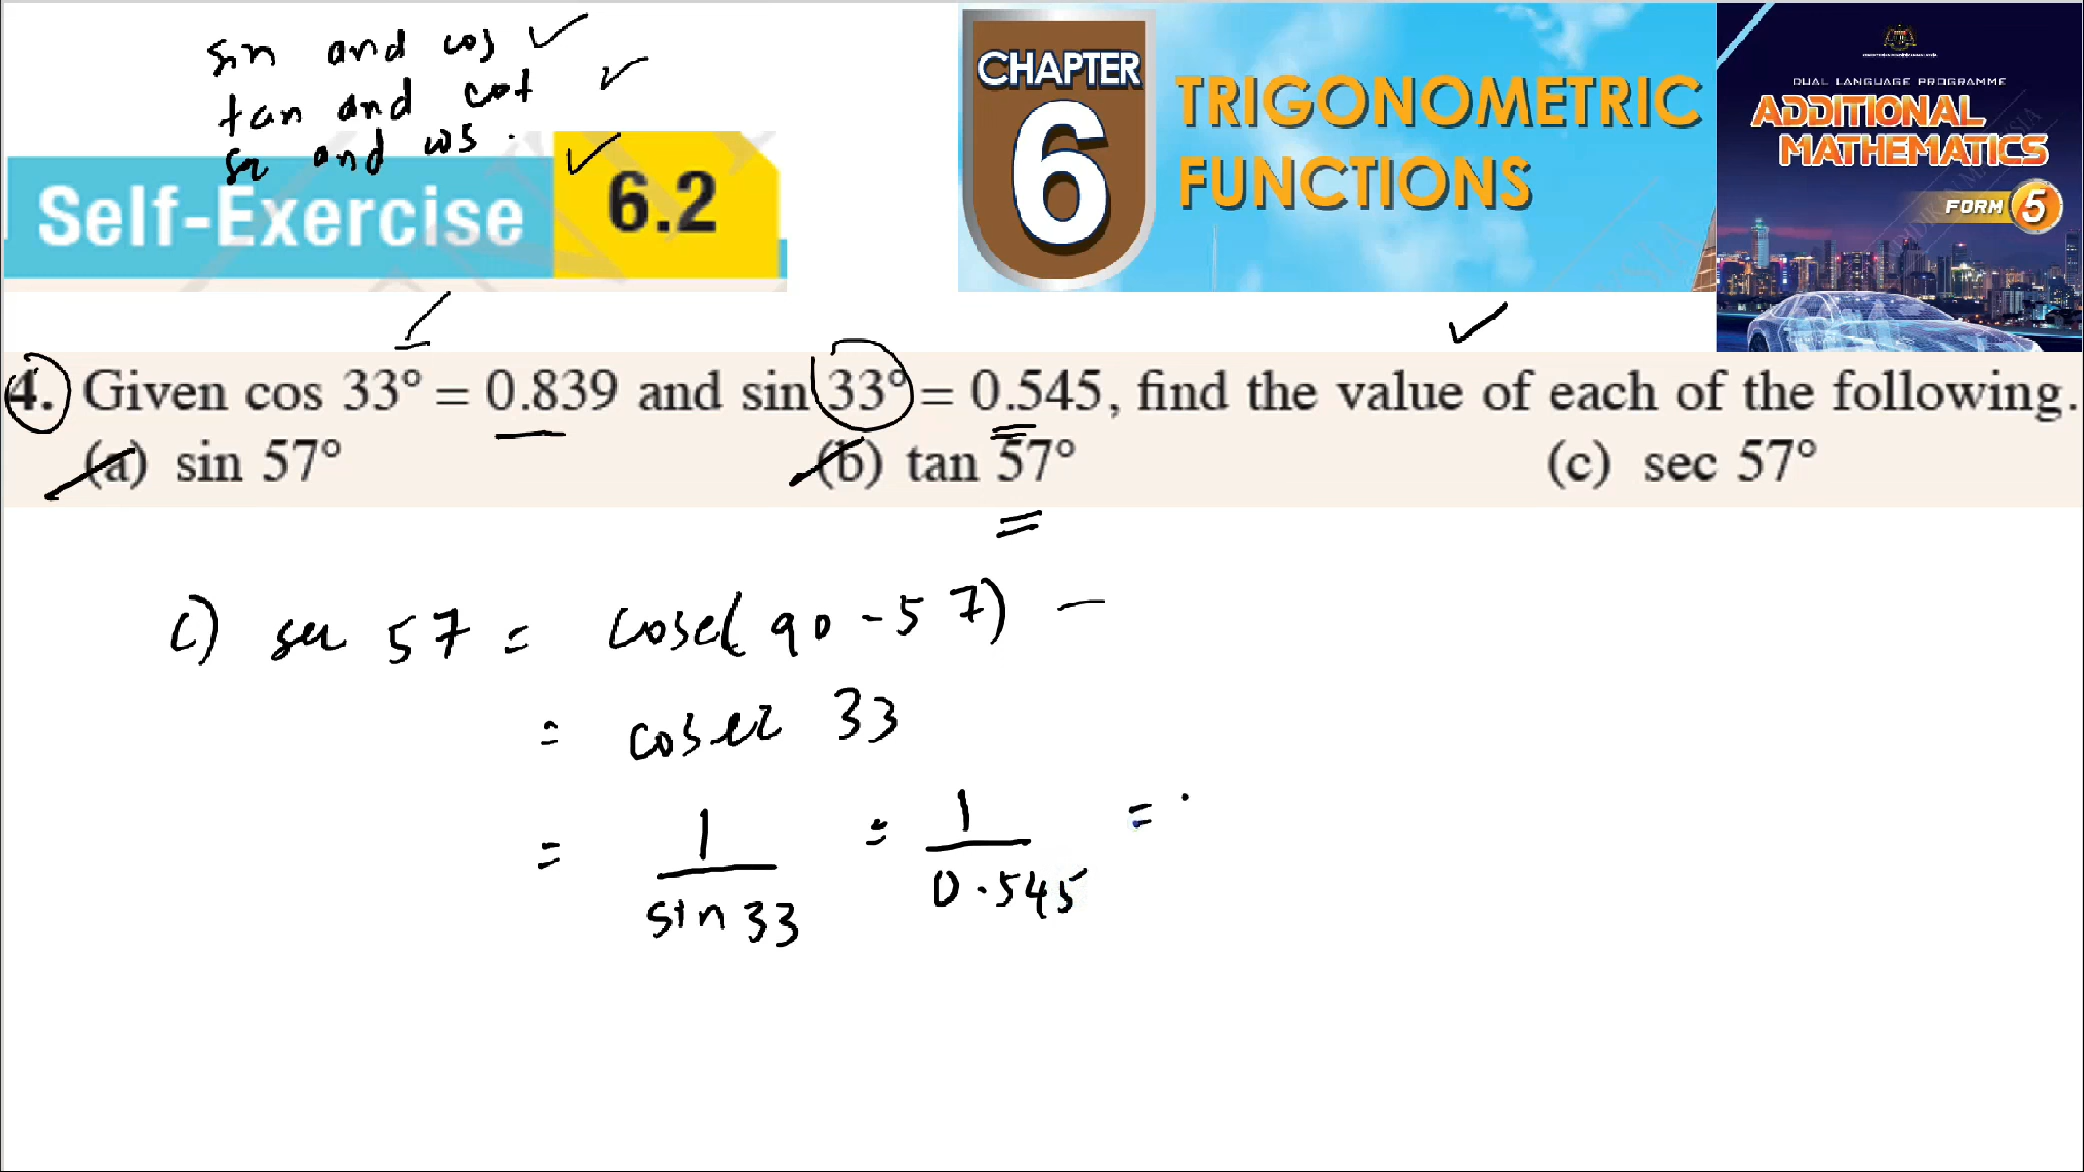 sin and cos ✓
tan and cot ✓
sec and cos ✓
Self-Exercise 6.2
CHAPTER 6
TRIGONOMETRIC
FUNCTIONS
DUAL LANGUAGE PROGRAMME
ADDITIONAL
MATHEMATICS
FORM 5
4. Given cos 33° = 0.839 and sin 33° = 0.545, find the value of each of the following.
(a) sin 57° (b) tan 57° (c) sec 57°
c) sec 57 = cosec(90 - 57) —
= cosec 33
= 1/sin 33 = 1/0.545 =